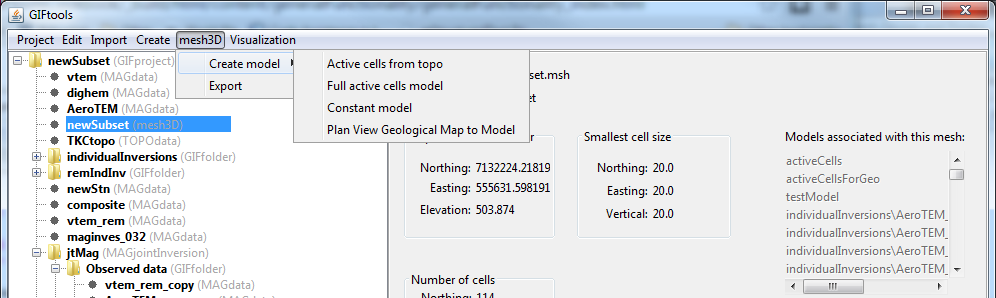 GIFtools
Project Edit Import Create mesh3D Visualization
Create model
Export
Active cells from topo
Full active cells model
Constant model
Plan View Geological Map to Model
newSubset (GIFproject)
vtem (MAGdata)
dighem (MAGdata)
AeroTEM (MAGdata)
newSubset (mesh3D)
TKCtopo (TOPOdata)
individualInversions (GIFfolder)
remIndInv (GIFfolder)
newStn (MAGdata)
composite (MAGdata)
vtem_rem (MAGdata)
maginves_032 (MAGdata)
jtMag (MAGjointInversion)
Observed data (GIFfolder)
vtem_rem_copy (MAGdata)
set.msh
et
Northing: 7132224.21819
Easting: 555631.598191
Elevation: 503.874
Smallest cell size
Northing: 20.0
Easting: 20.0
Vertical: 20.0
Number of cells
Northing: 114
Models associated with this mesh:
activeCells
activeCellsForGeo
testModel
individualInversions\AeroTEM_
individualInversions\AeroTEM_
individualInversions\AeroTEM_
individualInversions\AeroTEM_